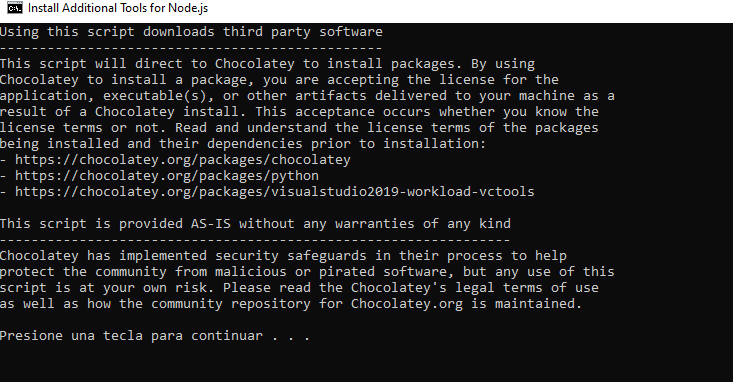 Install Additional Tools for Node.js
Using this script downloads third party software
------------------------------------------------
This script will direct to Chocolatey to install packages. By using
Chocolatey to install a package, you are accepting the license for the
application, executable(s), or other artifacts delivered to your machine as a
result of a Chocolatey install. This acceptance occurs whether you know the
license terms or not. Read and understand the license terms of the packages
being installed and their dependencies prior to installation:
- https://chocolatey.org/packages/chocolatey
- https://chocolatey.org/packages/python
- https://chocolatey.org/packages/visualstudio2019-workload-vctools
This script is provided AS-IS without any warranties of any kind
----------------------------------------------------------------
Chocolatey has implemented security safeguards in their process to help
protect the community from malicious or pirated software, but any use of this
script is at your own risk. Please read the Chocolatey's legal terms of use
as well as how the community repository for Chocolatey.org is maintained.
Presione una tecla para continuar . . .